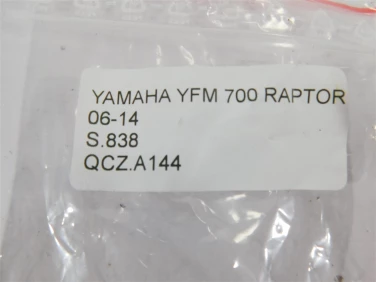 YAMAHA YFM 700 RAPTOR
06-14
S.838
QCZ.A144